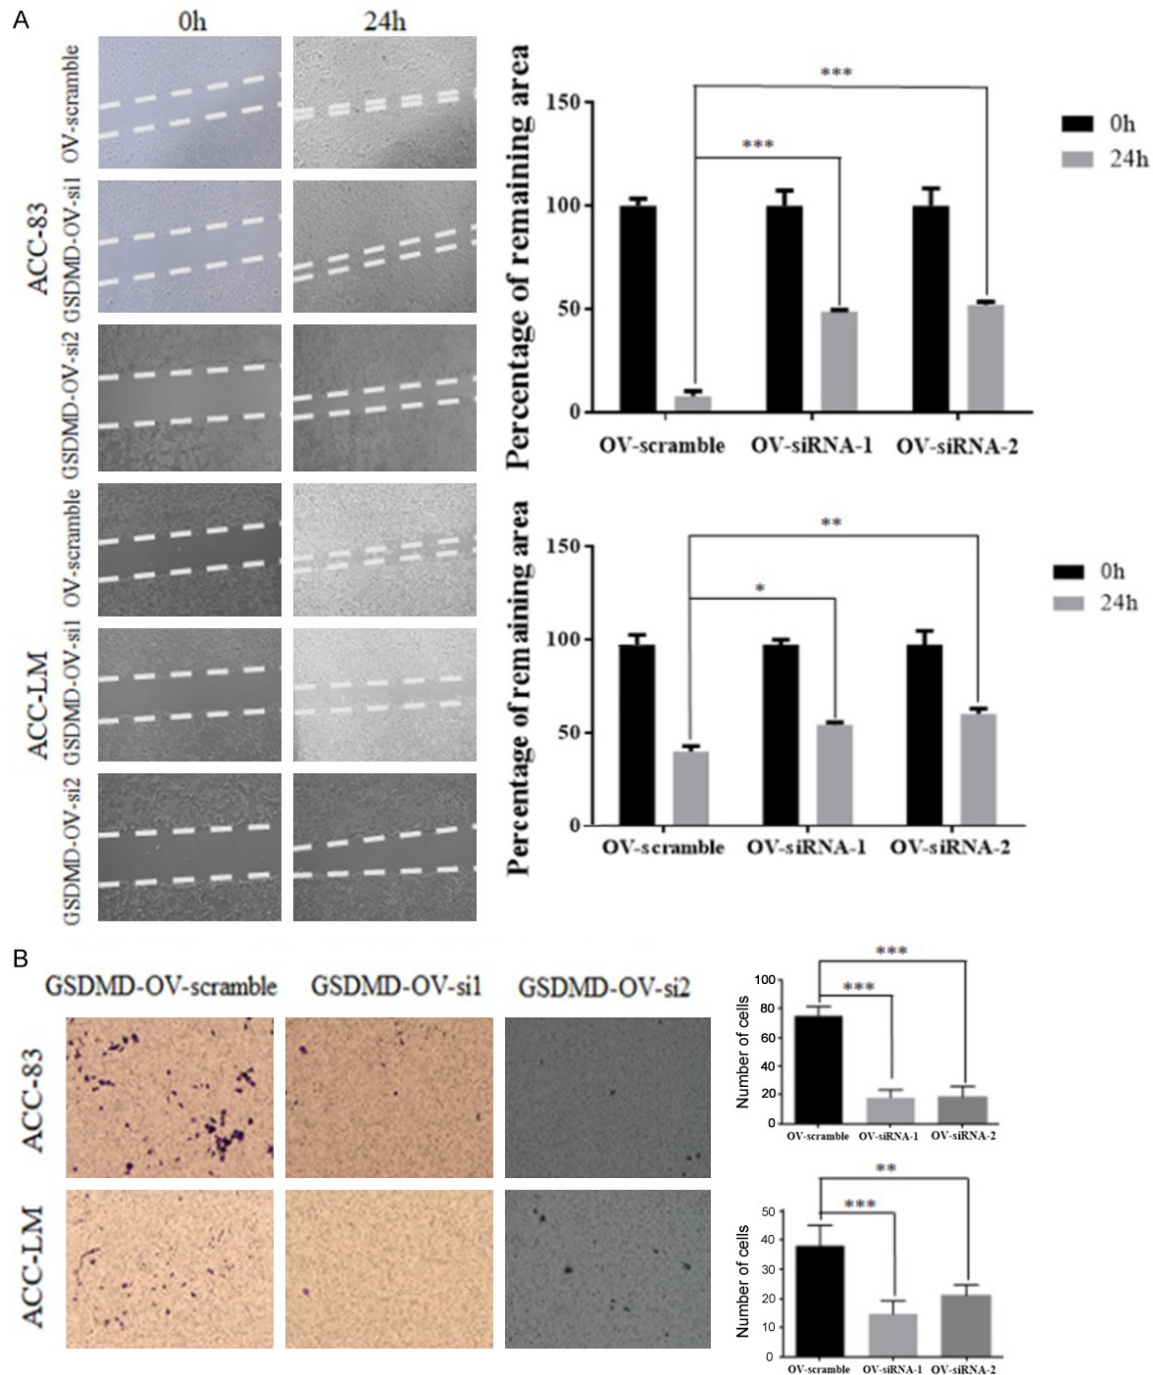 A
0h
24h
ACC-83
OV-scramble
GSDMD-OV-si1
GSDMD-OV-si2
ACC-LM
OV-scramble
GSDMD-OV-si1
GSDMD-OV-si2
Percentage of remaining area
150
100
50
0
***
***
0h
24h
OV-scramble
OV-siRNA-1
OV-siRNA-2
Percentage of remaining area
150
100
50
0
**
*
0h
24h
OV-scramble
OV-siRNA-1
OV-siRNA-2
B
GSDMD-OV-scramble
GSDMD-OV-si1
GSDMD-OV-si2
ACC-83
ACC-LM
Number of cells
100
80
60
40
20
0
***
***
OV-scramble
OV-siRNA-1
OV-siRNA-2
Number of cells
50
40
30
20
10
0
**
***
OV-scramble
OV-siRNA-1
OV-siRNA-2